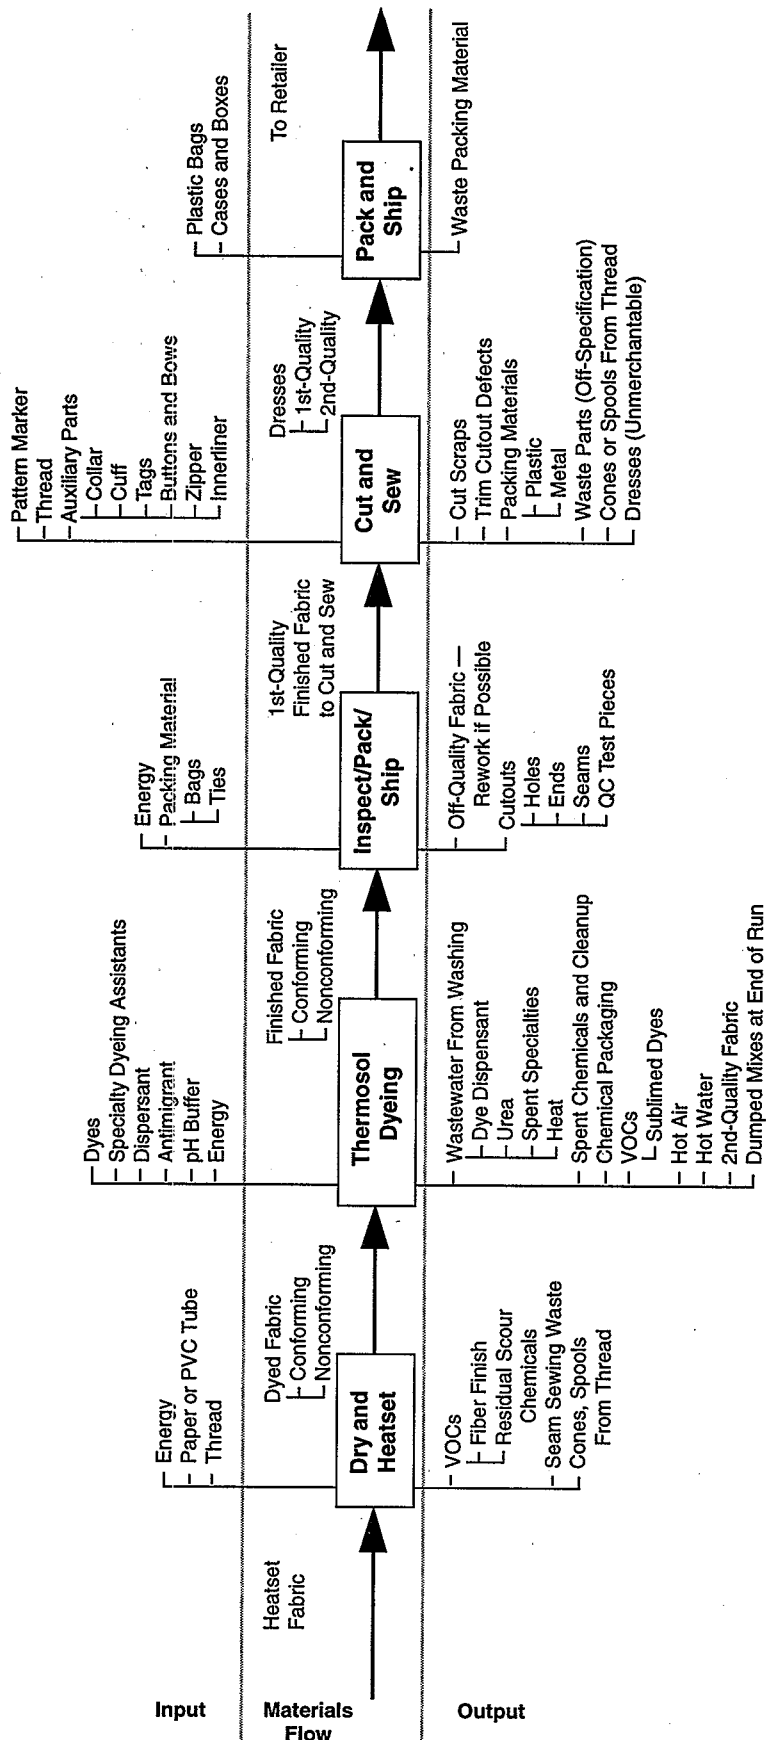 Input
Energy
Paper or PVC Tube
Thread
Dyes
Specialty Dyeing Assistants
Dispersant
Antimigrant
pH Buffer
Energy
Energy
Packing Material
Bags
Ties
Pattern Marker
Thread
Auxiliary Parts
Collar
Cuff
Tags
Buttons and Bows
Zipper
Innerliner
Plastic Bags
Cases and Boxes
Materials
Flow
Heatset
Fabric
Dry and
Heatset
Dyed Fabric
Conforming
Nonconforming
Thermosol
Dyeing
Finished Fabric
Conforming
Nonconforming
Inspect/Pack/
Ship
1st-Quality
Finished Fabric
to Cut and Sew
Cut and
Sew
Dresses
1st-Quality
2nd-Quality
Pack and
Ship
To Retailer
Output
VOCs
Fiber Finish
Residual Scour
Chemicals
Seam Sewing Waste
Cones, Spools
From Thread
Wastewater From Washing
Dye Dispensant
Urea
Spent Specialties
Heat
Spent Chemicals and Cleanup
Chemical Packaging
VOCs
Sublimed Dyes
Hot Air
Hot Water
2nd-Quality Fabric
Dumped Mixes at End of Run
Off-Quality Fabric —
Rework if Possible
Cutouts
Holes
Ends
Seams
QC Test Pieces
Cut Scraps
Trim Cutout Defects
Packing Materials
Plastic
Metal
Waste Parts (Off-Specification)
Cones or Spools From Thread
Dresses (Unmerchantable)
Waste Packing Material